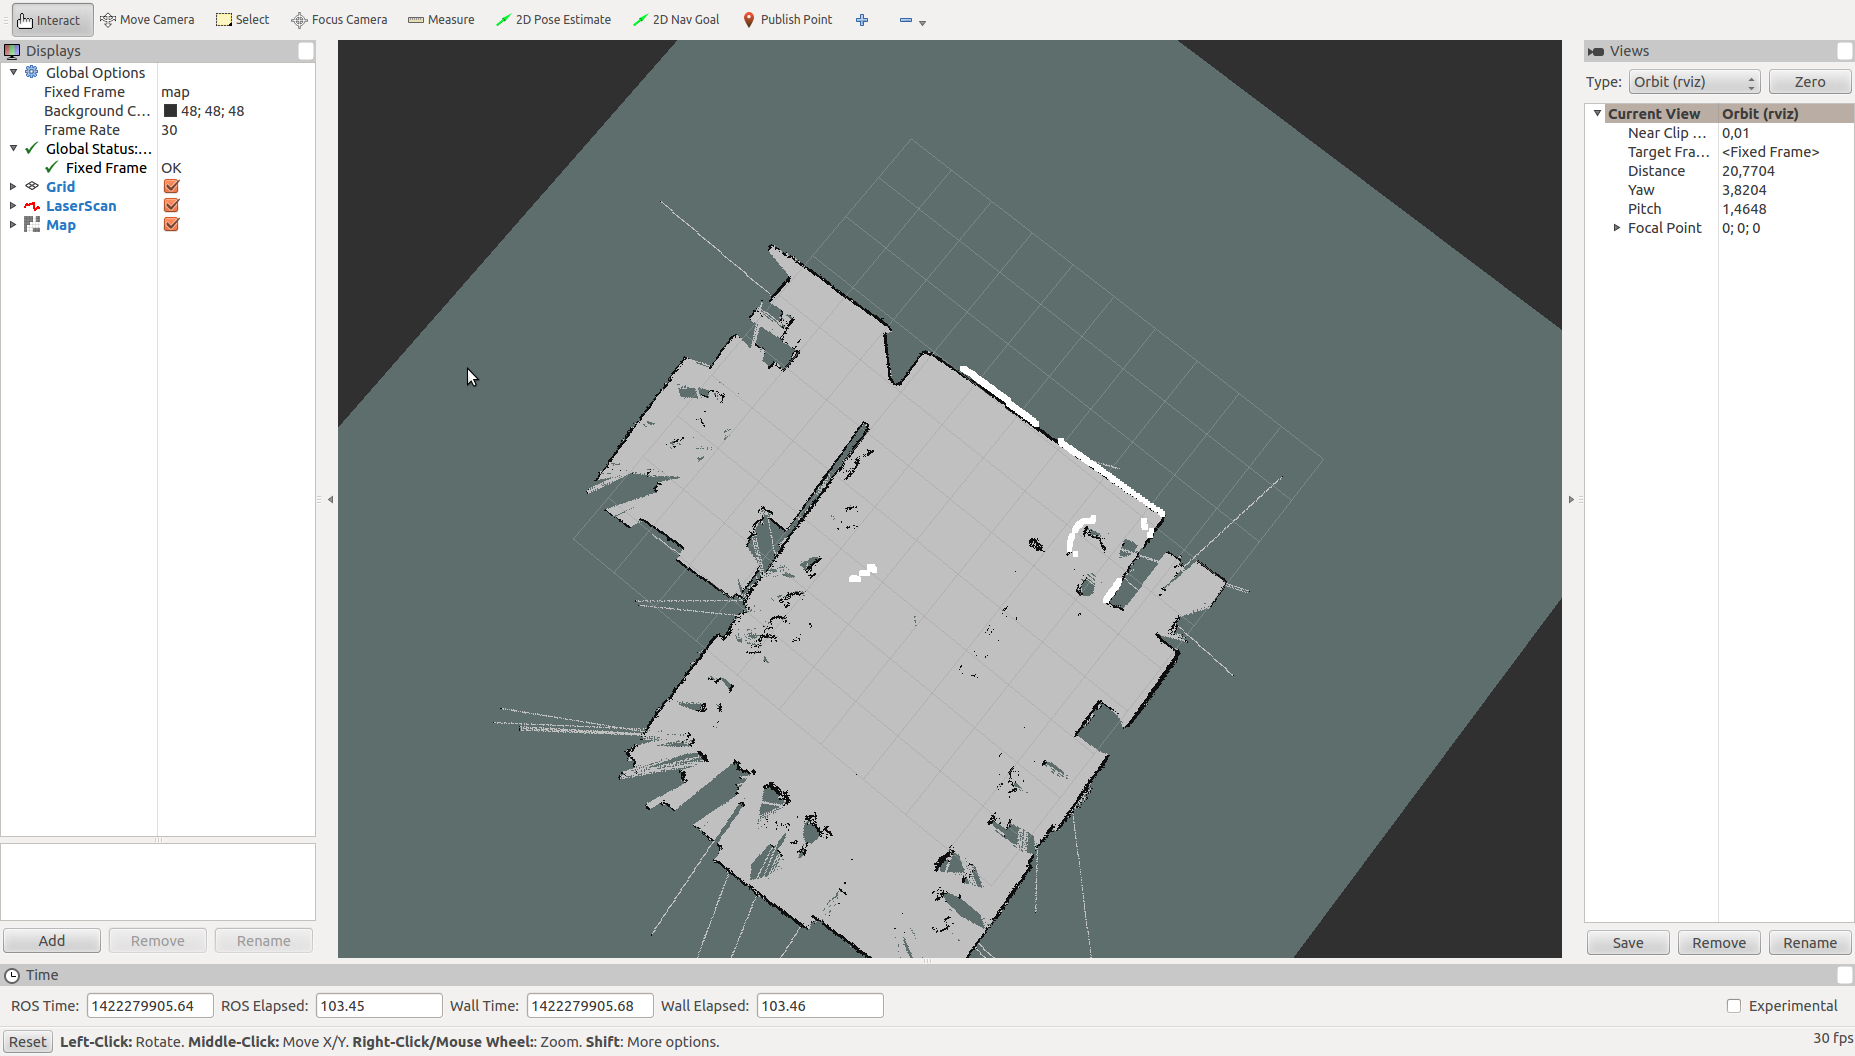 Interact Move Camera Select Focus Camera Measure 2D Pose Estimate 2D Nav Goal Publish Point
Displays
Global Options
Fixed Frame map
Background C... 48; 48; 48
Frame Rate 30
Global Status:...
Fixed Frame OK
Grid
LaserScan
Map
Add Remove Rename
Views
Type: Orbit (rviz) Zero
Current View Orbit (rviz)
Near Clip ... 0,01
Target Fra... <Fixed Frame>
Distance 20,7704
Yaw 3,8204
Pitch 1,4648
Focal Point 0; 0; 0
Save Remove Rename
Time
ROS Time: 1422279905.64 ROS Elapsed: 103.45 Wall Time: 1422279905.68 Wall Elapsed: 103.46 Experimental
Reset Left-Click: Rotate. Middle-Click: Move X/Y. Right-Click/Mouse Wheel:: Zoom. Shift: More options. 30 fps